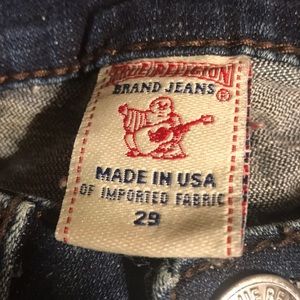 TRUE RELIGION
BRAND JEANS ®
MADE IN USA
OF IMPORTED FABRIC
29